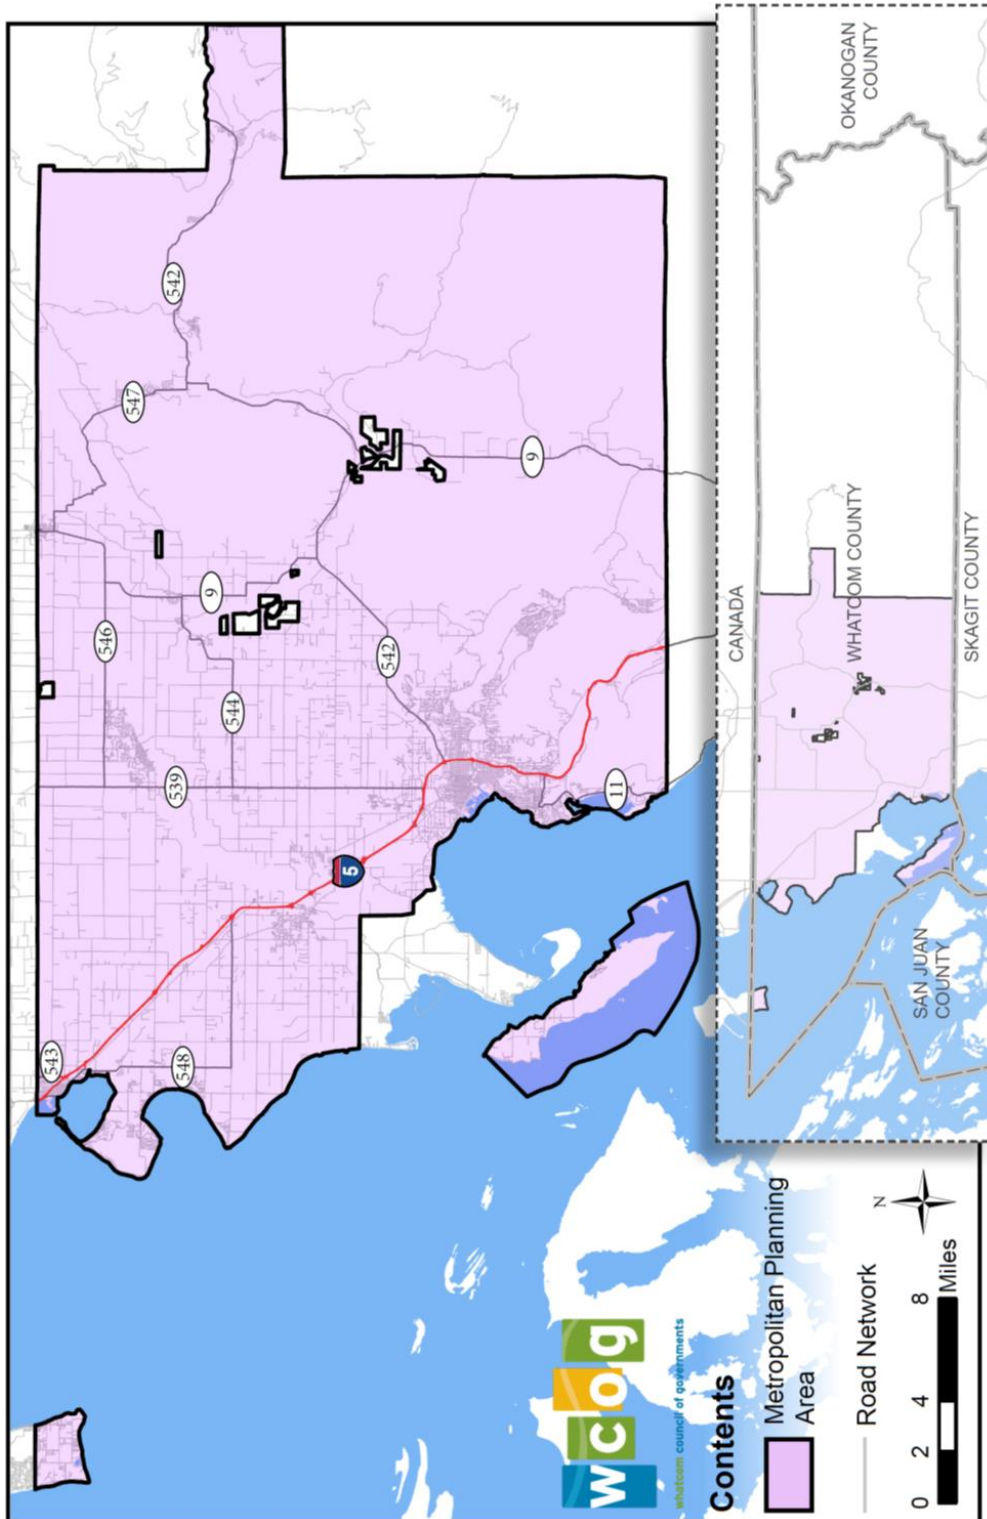 543
546
547
542
539
548
9
544
5
542
9
11
wcog
whatcom council of governments
Contents
Metropolitan Planning
Area
Road Network
0 2 4 8
Miles
N
CANADA
OKANOGAN
COUNTY
WHATCOM COUNTY
SAN JUAN
COUNTY
SKAGIT COUNTY